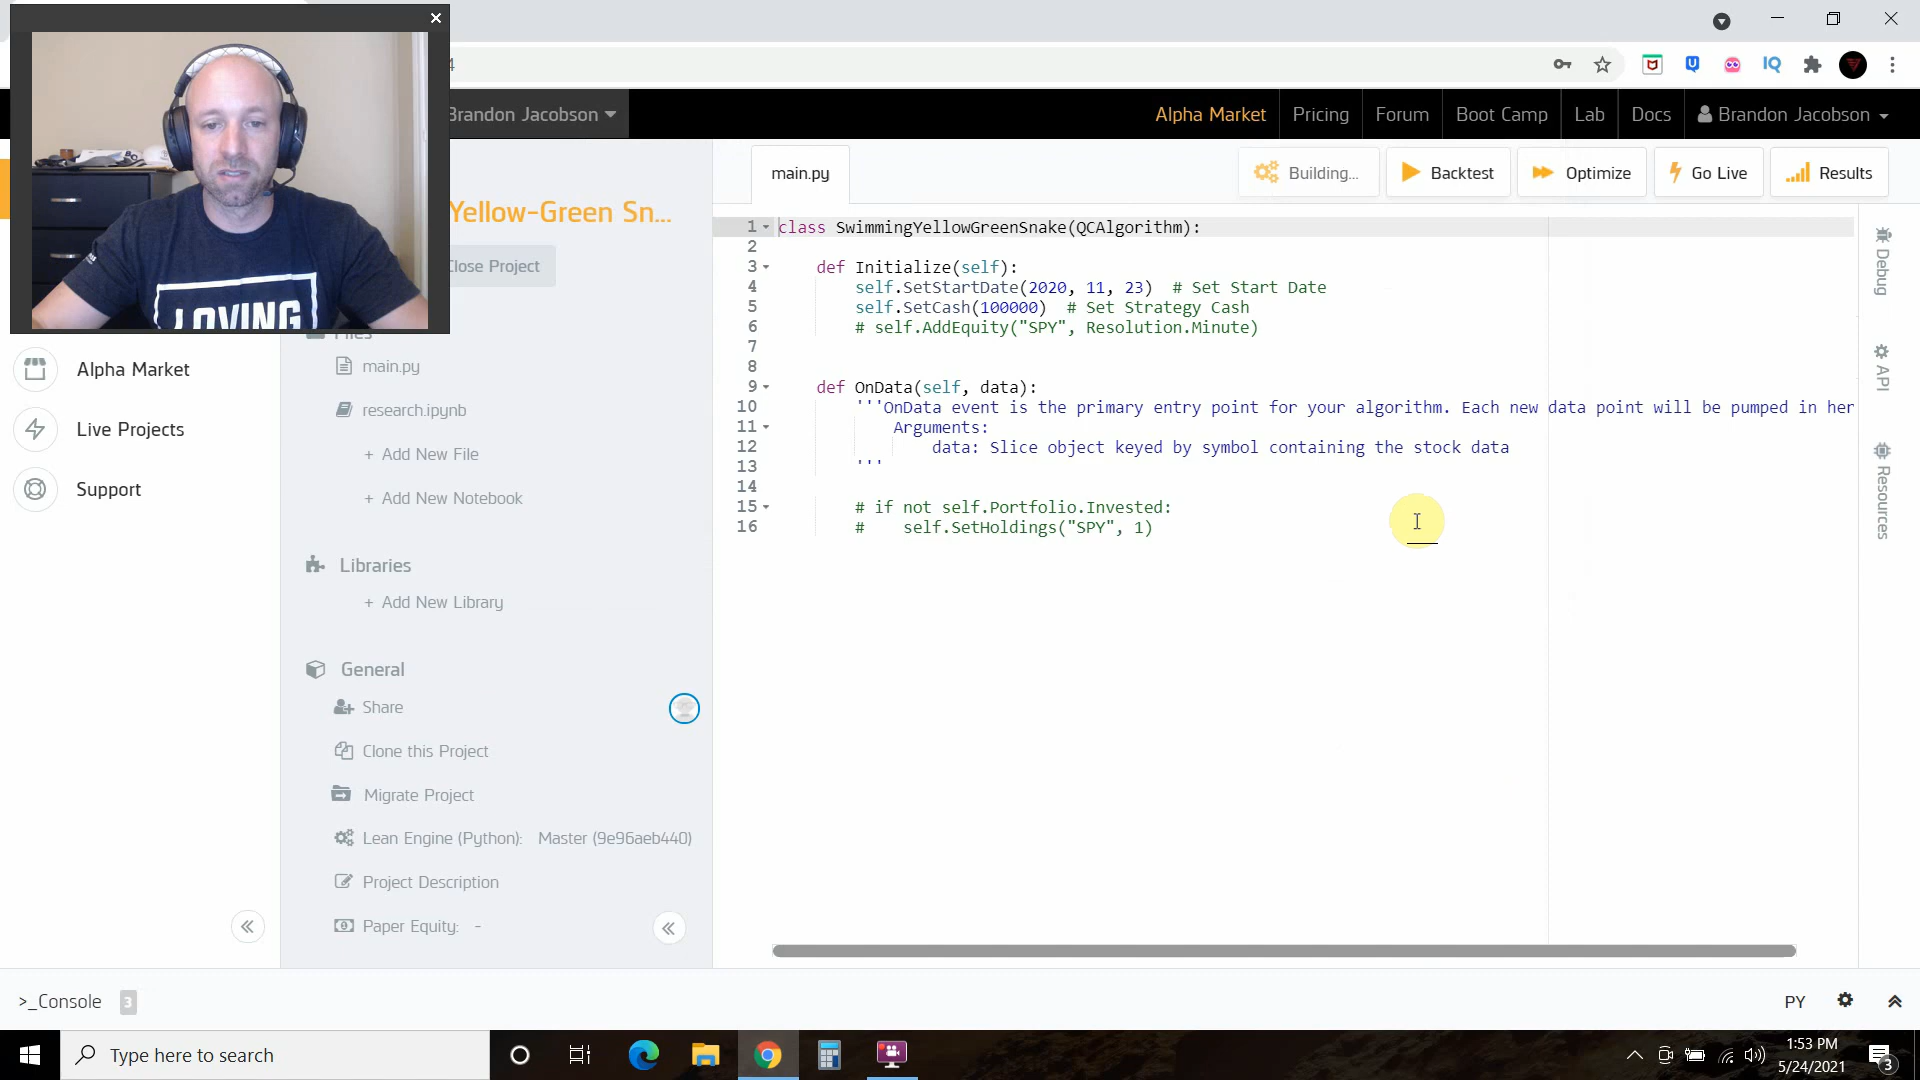 4
Brandon Jacobson
Alpha Market
Pricing
Forum
Boot Camp
Lab
Docs
Brandon Jacobson
LOVING
Yellow-Green Sn...
Close Project
Files
main.py
research.ipynb
+ Add New File
+ Add New Notebook
Libraries
+ Add New Library
General
Share
Clone this Project
Migrate Project
Lean Engine (Python): Master (9e96aeb440)
Project Description
Paper Equity: -
Alpha Market
Live Projects
Support
main.py
Building...
Backtest
Optimize
Go Live
Results
1 class SwimmingYellowGreenSnake(QCAlgorithm):
2
3 def Initialize(self):
4 self.SetStartDate(2020, 11, 23) # Set Start Date
5 self.SetCash(100000) # Set Strategy Cash
6 # self.AddEquity("SPY", Resolution.Minute)
7
8
9 def OnData(self, data):
10 '''OnData event is the primary entry point for your algorithm. Each new data point will be pumped in her
11 Arguments:
12 data: Slice object keyed by symbol containing the stock data
13 '''
14
15 # if not self.Portfolio.Invested:
16 # self.SetHoldings("SPY", 1)
Debug
API
Resources
>_Console 3
PY
Type here to search
1:53 PM
5/24/2021
3
IQ